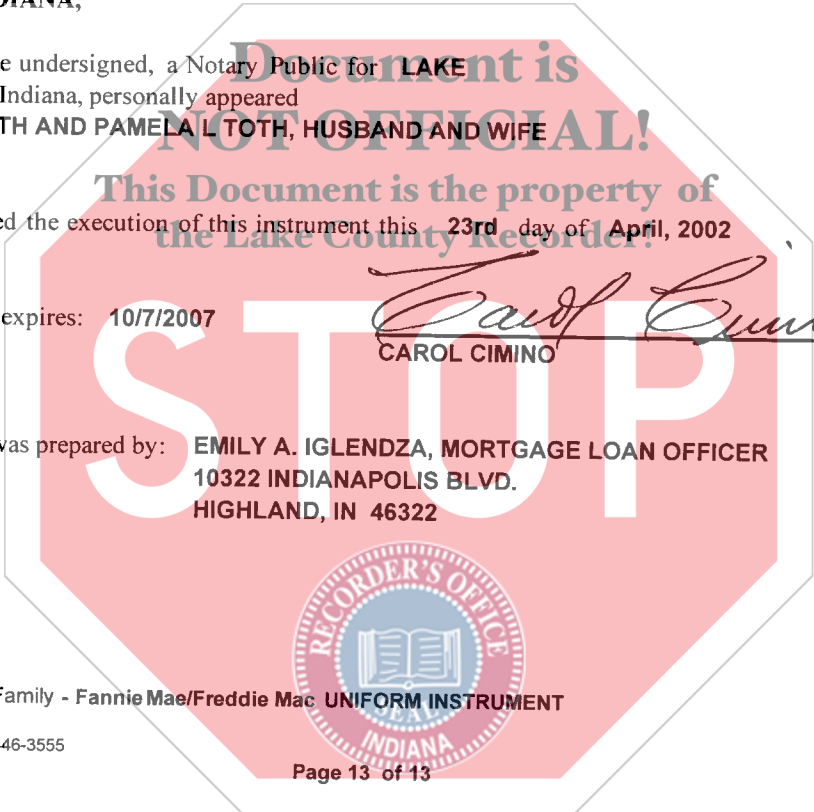 DIANA,
Document is
e undersigned, a Notary Public for LAKE
Indiana, personally appeared
NOT OFFICIAL!
TH AND PAMELA L TOTH, HUSBAND AND WIFE
This Document is the property of
ed the execution of this instrument this 23rd day of April, 2002
the Lake County Recorder!
expires: 10/7/2007
STOP
CAROL CIMINO
was prepared by: EMILY A. IGLENDZA, MORTGAGE LOAN OFFICER
10322 INDIANAPOLIS BLVD.
HIGHLAND, IN 46322
RECORDER'S OFFICE
SEAL
INDIANA
Family - Fannie Mae/Freddie Mac UNIFORM INSTRUMENT
46-3555
Page 13 of 13